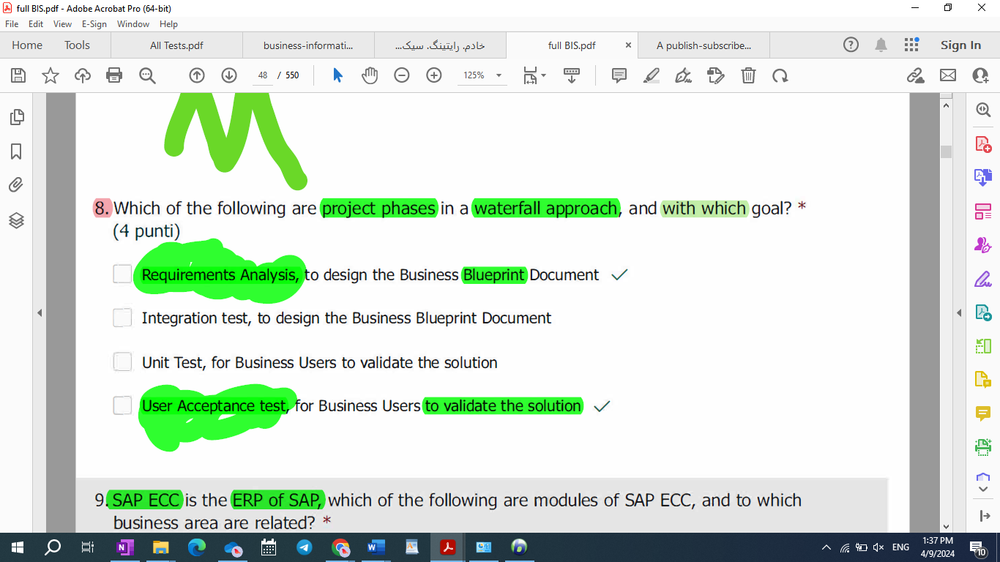 full BIS.pdf - Adobe Acrobat Pro (64-bit)
File Edit View E-Sign Window Help
Home Tools All Tests.pdf business-informati... خادم. رایتینگ. سیک... full BIS.pdf × A publish-subscribe... Sign In
48 / 550 125%
8. Which of the following are project phases in a waterfall approach, and with which goal? *
(4 punti)
Requirements Analysis, to design the Business Blueprint Document
Integration test, to design the Business Blueprint Document
Unit Test, for Business Users to validate the solution
User Acceptance test, for Business Users to validate the solution
9. SAP ECC is the ERP of SAP, which of the following are modules of SAP ECC, and to which
business area are related? *
ENG
1:37 PM
4/9/2024
10